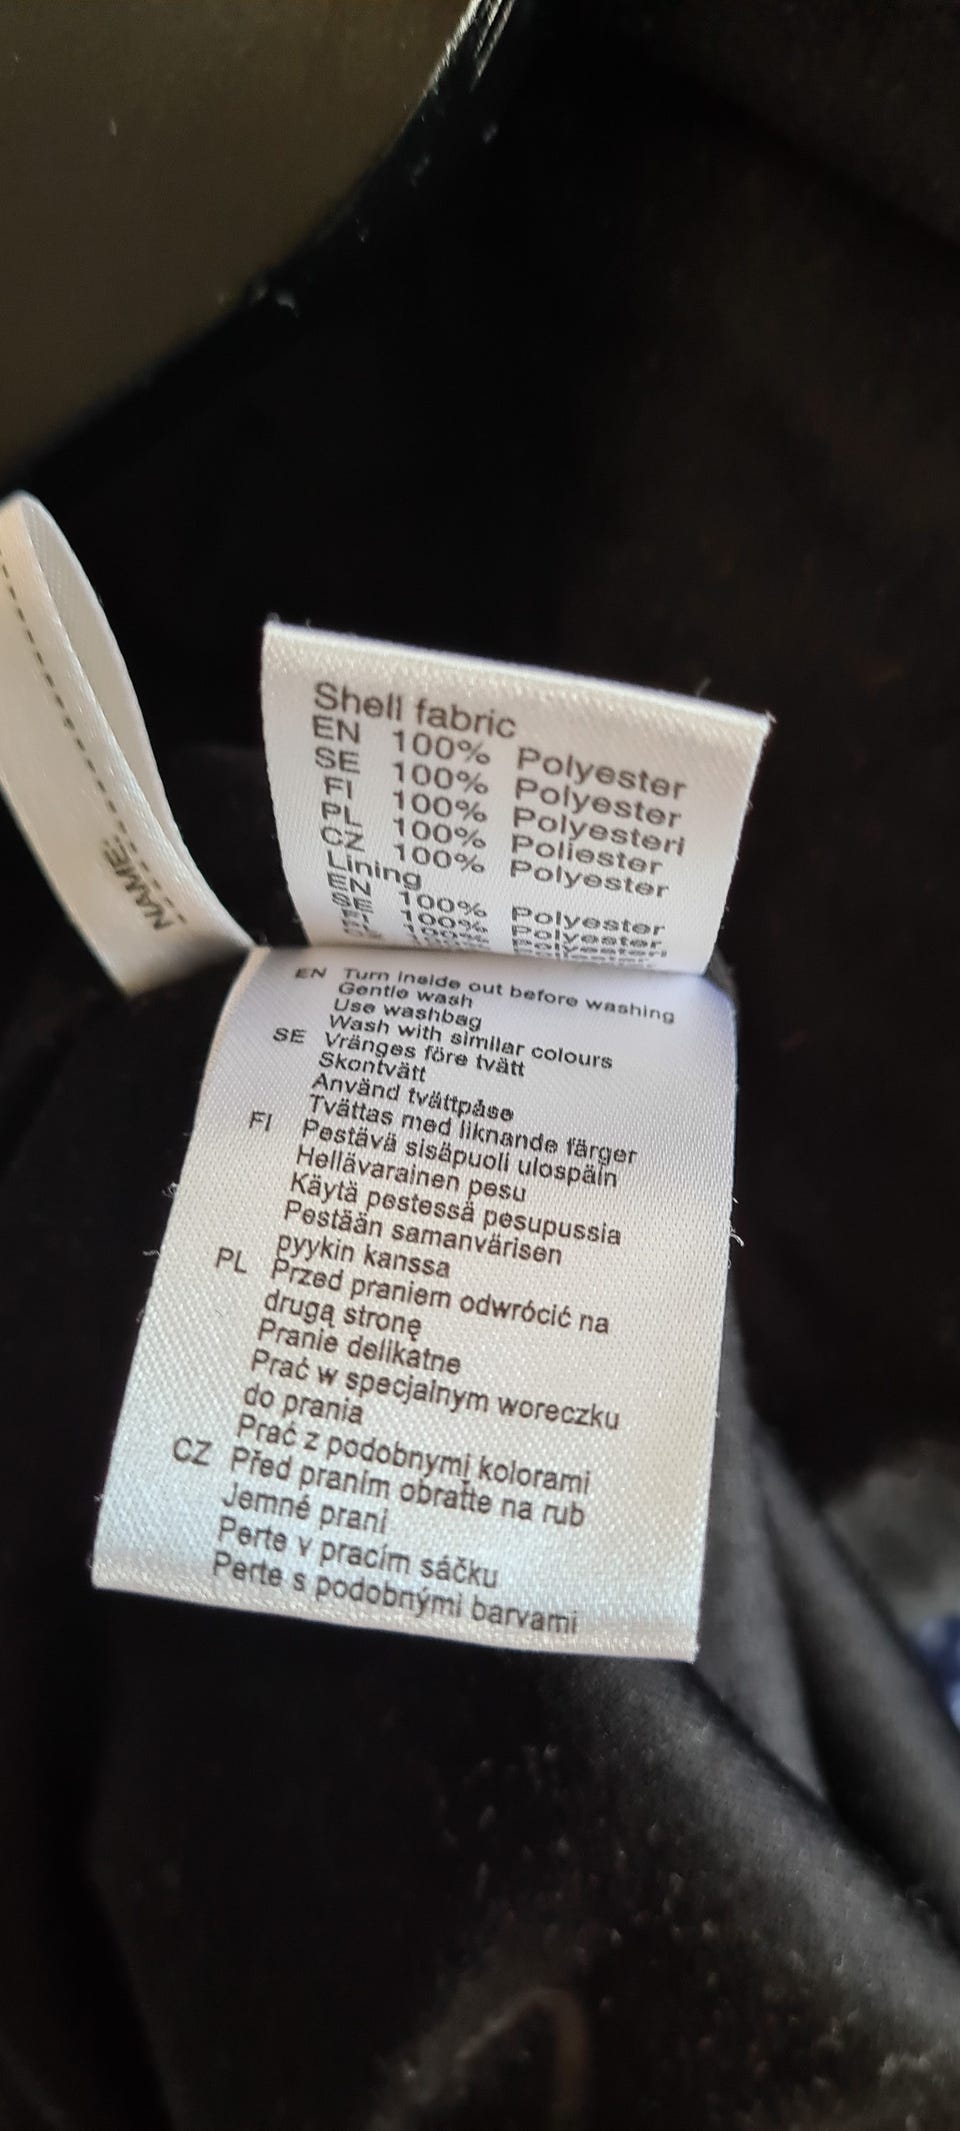 NAME:
Shell fabric
EN 100% Polyester
SE 100% Polyester
FI 100% Polyesteri
PL 100% Poliester
CZ 100% Polyester
Lining
EN 100% Polyester
SE 100% Polyester
FI 100% Polyesteri
EN Turn inside out before washing
Gentle wash
Use washbag
Wash with similar colours
SE Vränges före tvätt
Skontvätt
Använd tvättpåse
Tvättas med liknande färger
FI Pestävä sisäpuoli ulospäin
Hellävarainen pesu
Käytä pestessä pesupussia
Pestään samanvärisen
pyykin kanssa
PL Przed praniem odwrócić na
drugą stronę
Pranie delikatne
Prać w specjalnym woreczku
do prania
Prać z podobnymi kolorami
CZ Před praním obraťte na rub
Jemné praní
Perte v pracím sáčku
Perte s podobnými barvami